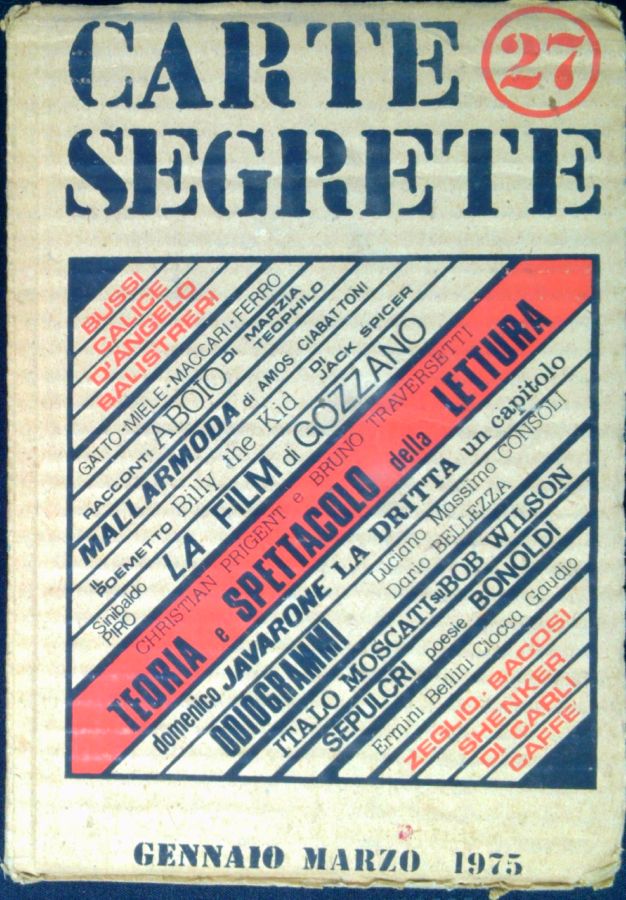 CARTE
27
SEGRETE
BUSSI
CALICE
D'ANGELO
BALISTRERI
GATTO-MIELE-MACCARI-FERRO
RACCONTI ABOIO DI MARZIA TEOPHILO
MALLARMODA di AMOS CIABATTONI
IL POEMETTO Billy the Kid DI JACK SPICER
Sinibaldo PIRO LA FILM di GOZZANO
CHRISTIAN PRIGENT e BRUNO TRAVERSETTI
TEORIA e SPETTACOLO della LETTURA
domenico JAVARONE LA DRITTA un capitolo
ODIOGRAMMI Luciano Massimo CONSOLI
Dario BELLEZZA
ITALO MOSCATI su BOB WILSON
SEPULCRI poesie BONOLDI
Ermini Bellini Ciocca Gaudio
ZEGLIO·BACOSI
SHENKER
DI CARLI
CAFFE'
GENNAIO MARZO 1975